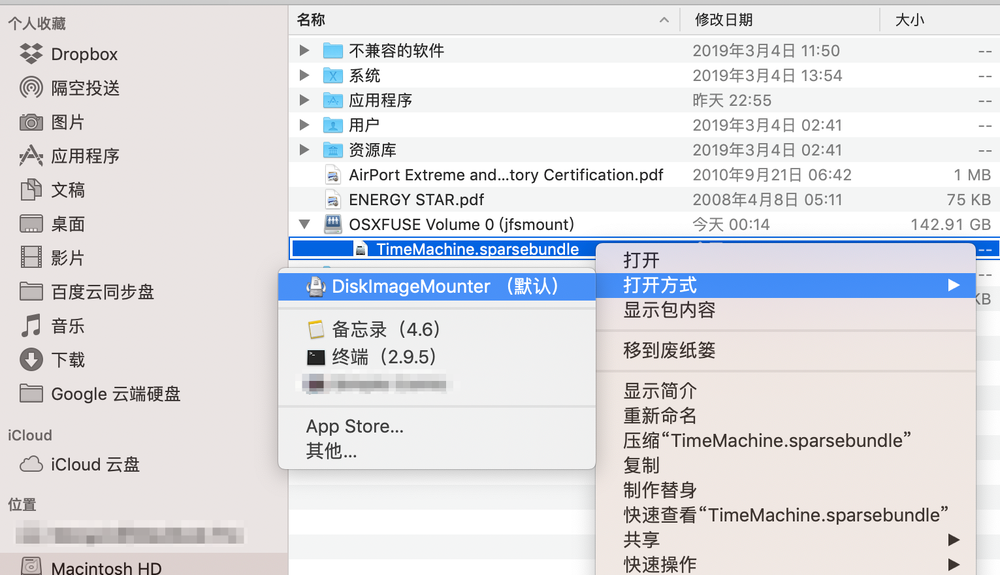 个人收藏
Dropbox
隔空投送
图片
应用程序
文稿
桌面
影片
百度云同步盘
音乐
下载
Google 云端硬盘
iCloud
iCloud 云盘
位置
Macintosh HD
名称 修改日期 大小
不兼容的软件 2019年3月4日 11:50 --
系统 2019年3月4日 13:54 --
应用程序 昨天 22:55 --
用户 2019年3月4日 02:41 --
资源库 2019年3月4日 02:41 --
AirPort Extreme and...tory Certification.pdf 2010年9月21日 06:42 1 MB
ENERGY STAR.pdf 2008年4月8日 05:11 75 KB
OSXFUSE Volume 0 (jfsmount) 今天 00:14 142.91 GB
TimeMachine.sparsebundle --
--
KB
DiskImageMounter （默认）
备忘录（4.6）
终端（2.9.5）
App Store...
其他...
打开
打开方式
显示包内容
移到废纸篓
显示简介
重新命名
压缩“TimeMachine.sparsebundle”
复制
制作替身
快速查看“TimeMachine.sparsebundle”
共享
快速操作